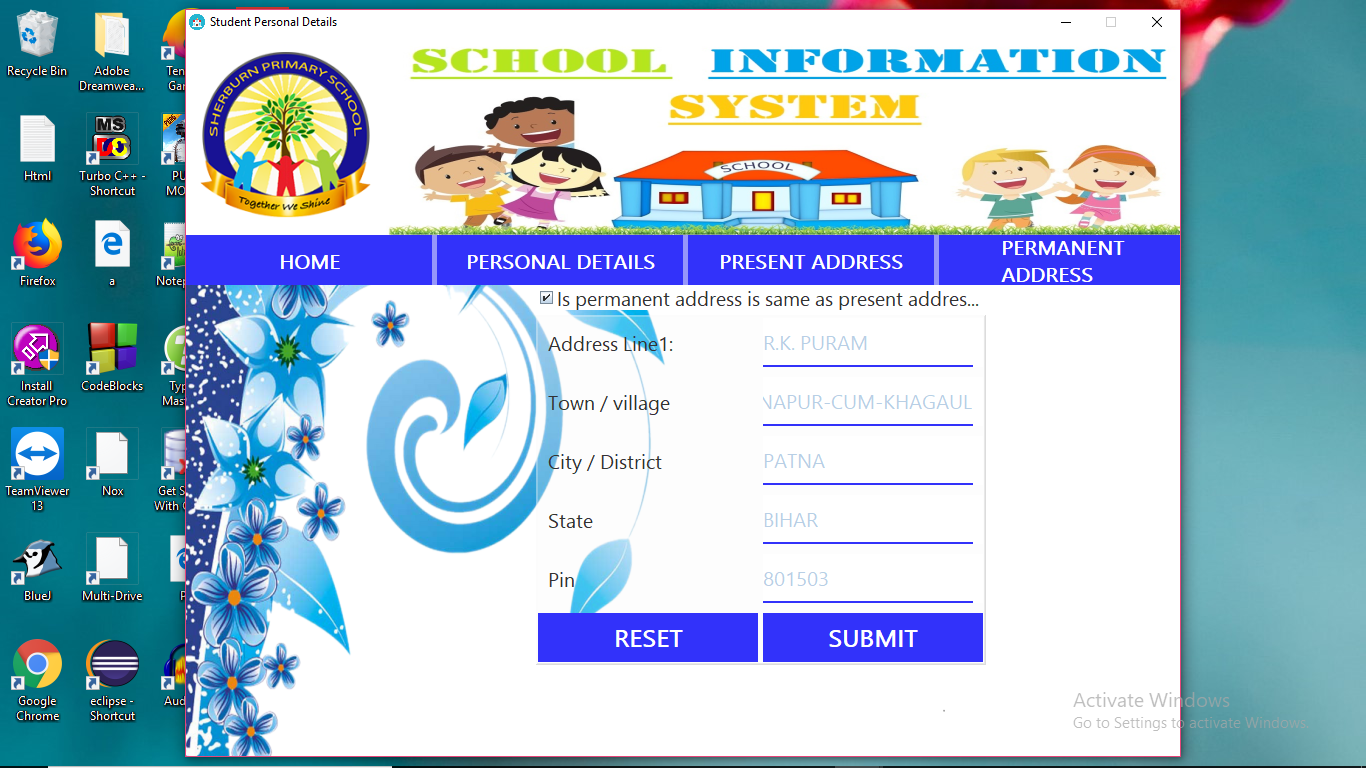 Student Personal Details
Recycle Bin
Adobe
Dreamwea...
Html
Turbo C++ -
Shortcut
Firefox
a
Notep
Install
Creator Pro
CodeBlocks
Typ
Mas
TeamViewer
13
Nox
Get S
With
BlueJ
Multi-Drive
P
Google
Chrome
eclipse -
Shortcut
Aud
Ten
Gar
PU
MO
MS
SHERBURN PRIMARY SCHOOL
Together We Shine
SCHOOL INFORMATION
SYSTEM
SCHOOL
HOME
PERSONAL DETAILS
PRESENT ADDRESS
PERMANENT
ADDRESS
Is permanent address is same as present addres...
Address Line1:
R.K. PURAM
Town / village
NAPUR-CUM-KHAGAUL
City / District
PATNA
State
BIHAR
Pin
801503
RESET
SUBMIT
Activate Windows
Go to Settings to activate Windows.